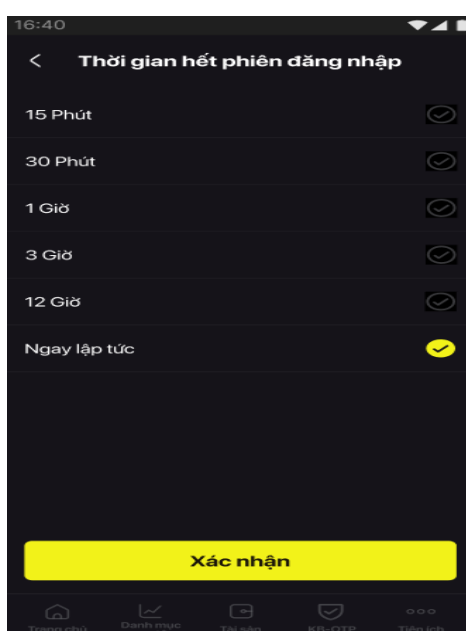 16:40
Thời gian hết phiên đăng nhập
15 Phút
30 Phút
1 Giờ
3 Giờ
12 Giờ
Ngay lập tức
Xác nhận
Trang chủ Danh mục Tài sản KB-OTP Tiện ích